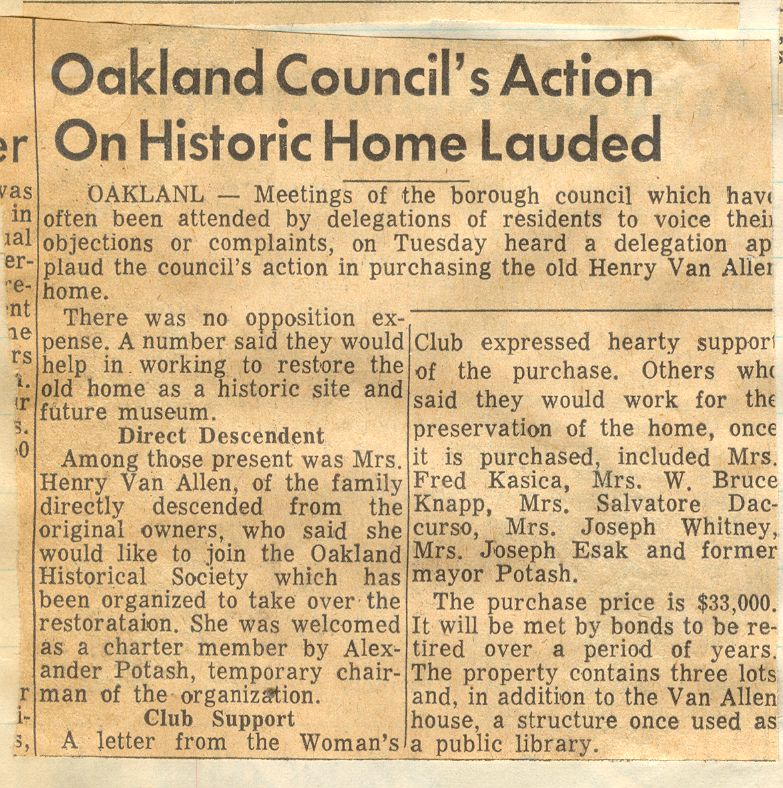 Oakland Council's Action
On Historic Home Lauded
OAKLANL — Meetings of the borough council which have
often been attended by delegations of residents to voice their
objections or complaints, on Tuesday heard a delegation ap
plaud the council's action in purchasing the old Henry Van Allen
home.
There was no opposition ex-
pense. A number said they would
help in working to restore the
old home as a historic site and
future museum.
Direct Descendent
Among those present was Mrs.
Henry Van Allen, of the family
directly descended from the
original owners, who said she
would like to join the Oakland
Historical Society which has
been organized to take over the
restorataion. She was welcomed
as a charter member by Alex-
ander Potash, temporary chair-
man of the organization.
Club Support
A letter from the Woman's
Club expressed hearty support
of the purchase. Others who
said they would work for the
preservation of the home, once
it is purchased, included Mrs.
Fred Kasica, Mrs. W. Bruce
Knapp, Mrs. Salvatore Dac-
curso, Mrs. Joseph Whitney,
Mrs. Joseph Esak and former
mayor Potash.
The purchase price is $33,000.
It will be met by bonds to be re-
tired over a period of years.
The property contains three lots
and, in addition to the Van Allen
house, a structure once used as
a public library.